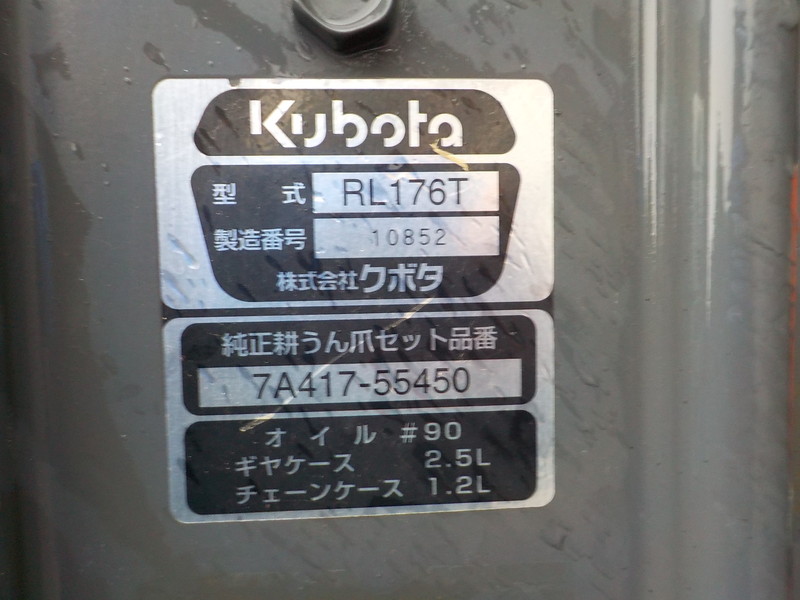 Kubota
型 式 RL176T
製造番号 10852
株式会社クボタ
純正耕うん爪セット品番
7A417-55450
オイル #90
ギヤケース 2.5L
チェーンケース 1.2L